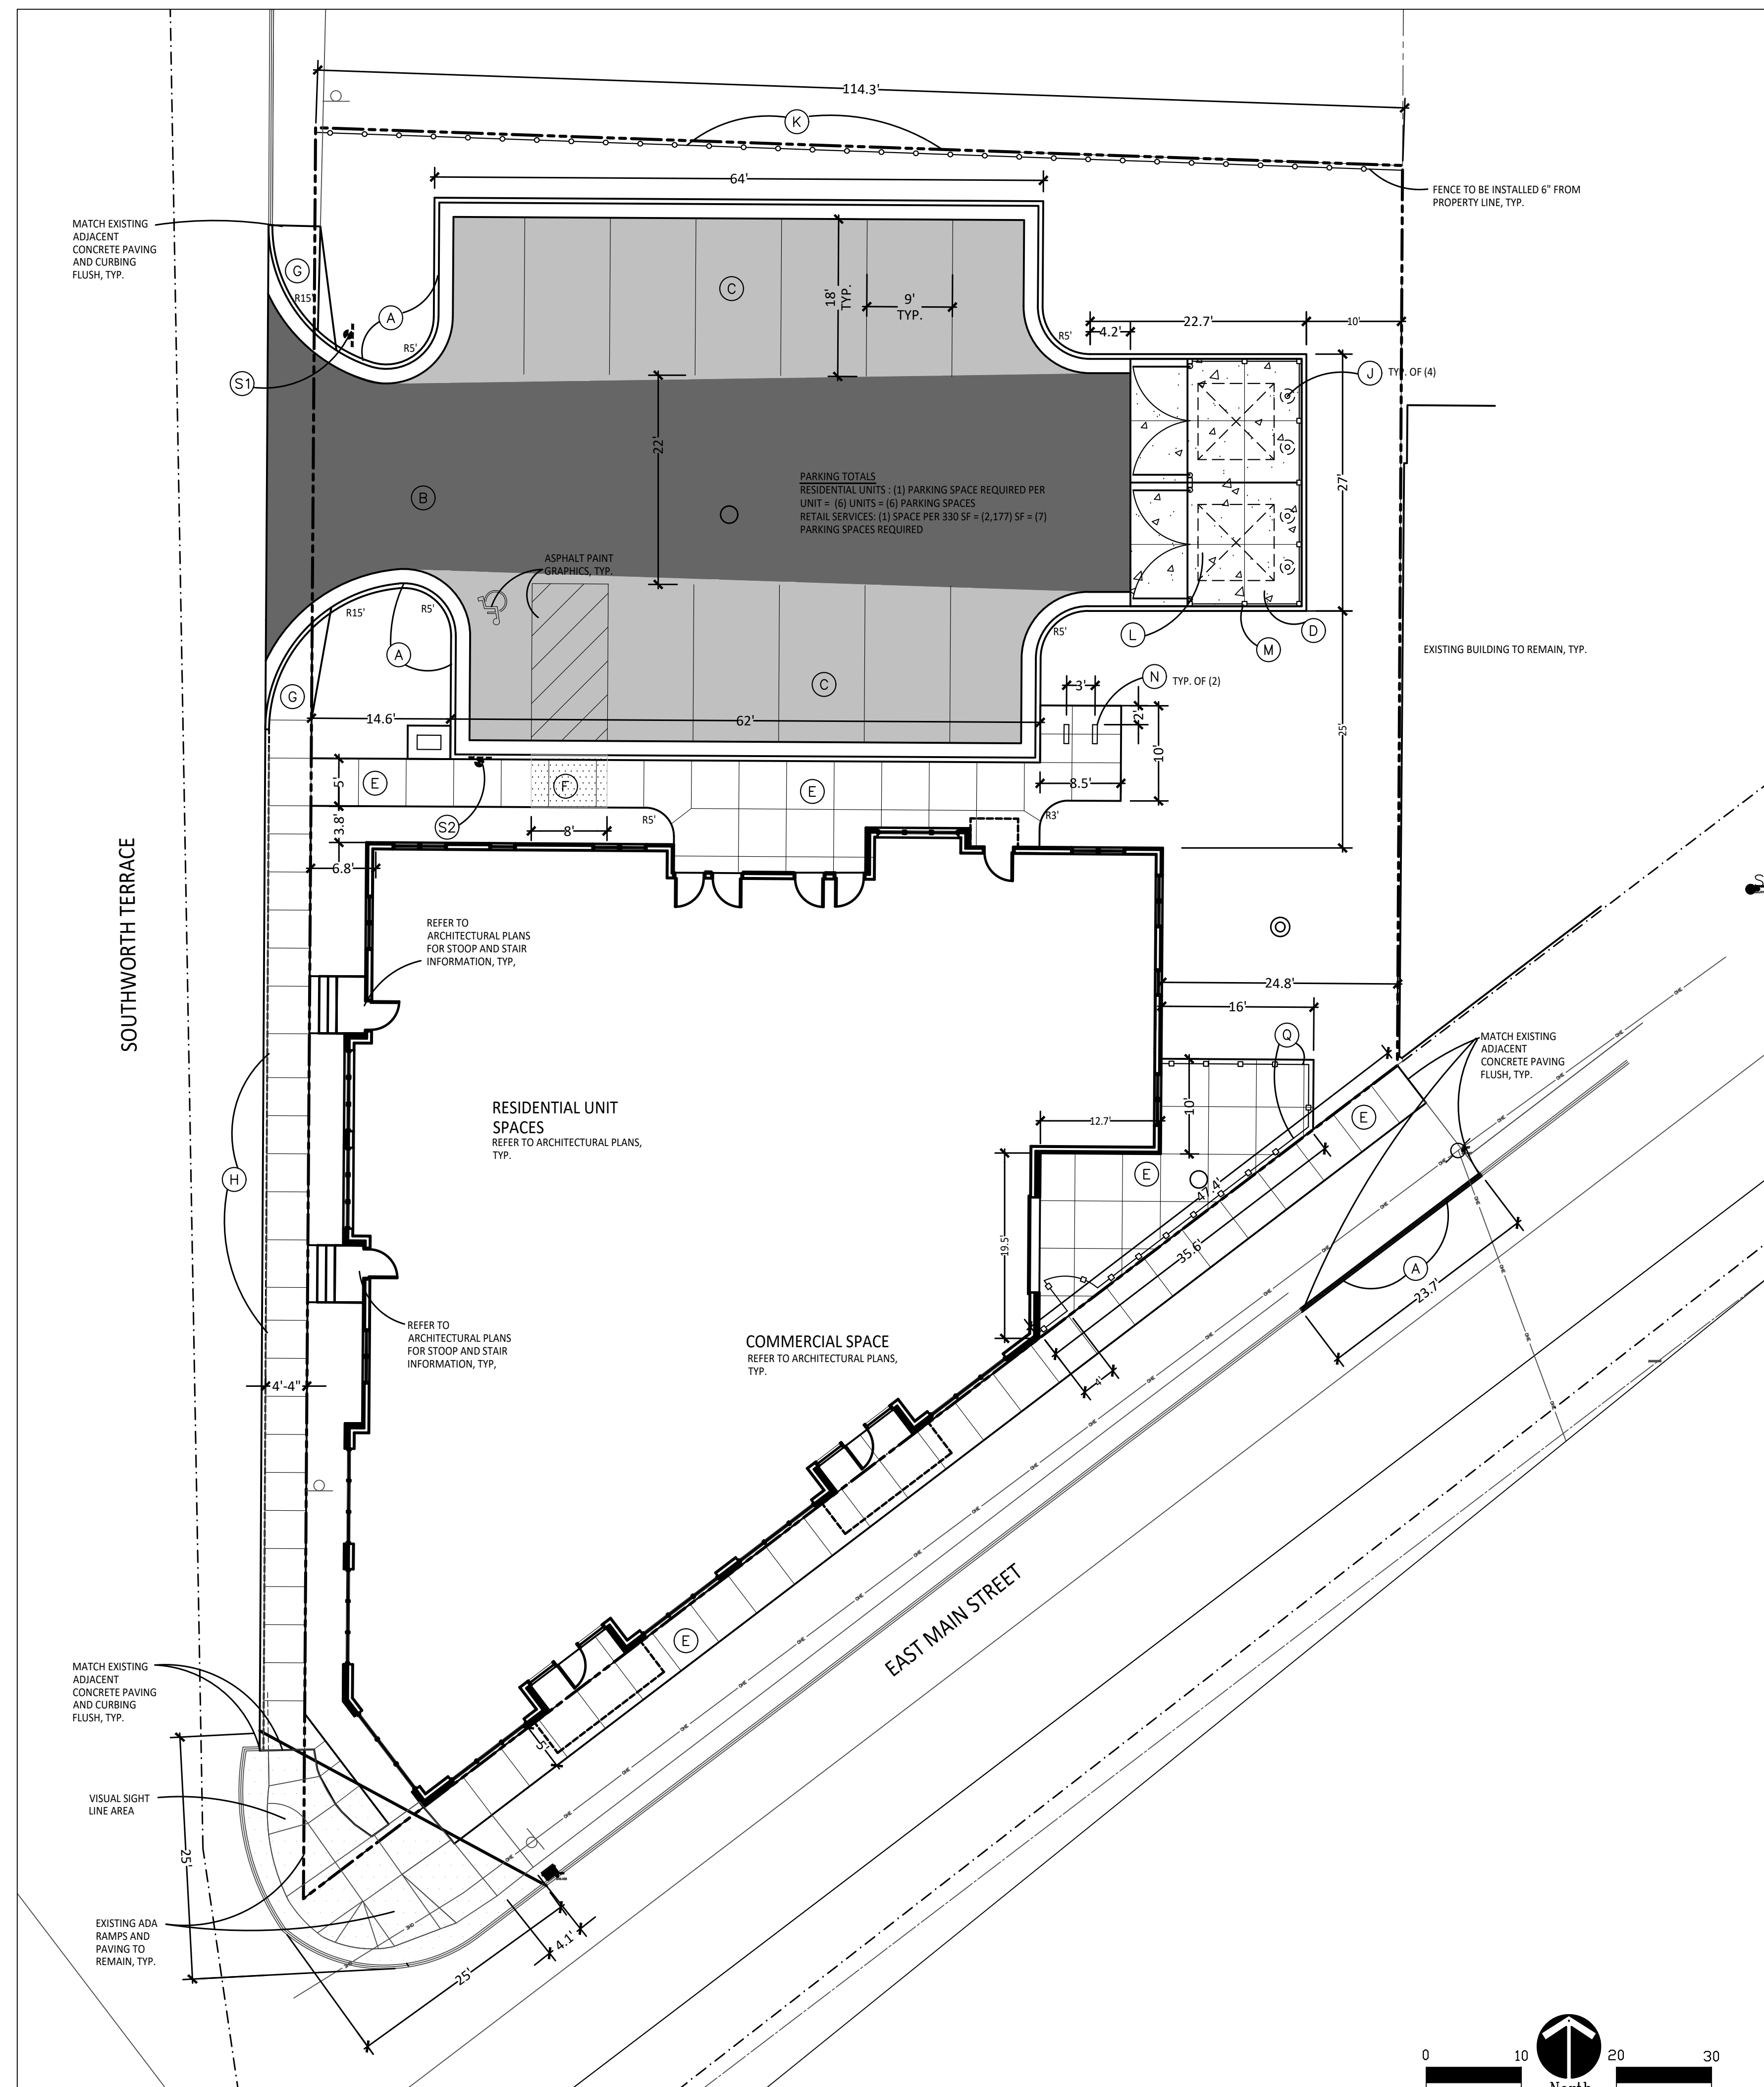 114.3'
K
64'
FENCE TO BE INSTALLED 6" FROM
PROPERTY LINE, TYP.
MATCH EXISTING
ADJACENT
CONCRETE PAVING
AND CURBING
FLUSH, TYP.
G
R15'
A
R5'
S1
C
18'
TYP.
9'
TYP.
R5'
4.2'
22.7'
10'
J
TYP. OF (4)
22'
27'
B
PARKING TOTALS
RESIDENTIAL UNITS : (1) PARKING SPACE REQUIRED PER
UNIT = (6) UNITS = (6) PARKING SPACES
RETAIL SERVICES: (1) SPACE PER 330 SF = (2,177) SF = (7)
PARKING SPACES REQUIRED
ASPHALT PAINT
GRAPHICS, TYP.
R15'
R5'
A
G
R5'
L
M
D
EXISTING BUILDING TO REMAIN, TYP.
C
3'
N
TYP. OF (2)
2'
14.6'
62'
10'
25'
E
5'
F
E
8.5'
3.8'
S2
8'
R5'
R3'
6.8'
SOUTHWORTH TERRACE
REFER TO
ARCHITECTURAL PLANS
FOR STOOP AND STAIR
INFORMATION, TYP,
24.8'
16'
Q
MATCH EXISTING
ADJACENT
CONCRETE PAVING
FLUSH, TYP.
RESIDENTIAL UNIT
SPACES
REFER TO ARCHITECTURAL PLANS,
TYP.
12.7'
10'
E
E
H
47.4'
19.5'
35.6'
A
23.7'
REFER TO
ARCHITECTURAL PLANS
FOR STOOP AND STAIR
INFORMATION, TYP,
COMMERCIAL SPACE
REFER TO ARCHITECTURAL PLANS,
TYP.
4'
4'-4"
OHE
E
EAST MAIN STREET
5'
MATCH EXISTING
ADJACENT
CONCRETE PAVING
AND CURBING
FLUSH, TYP.
VISUAL SIGHT
LINE AREA
25'
EXISTING ADA
RAMPS AND
PAVING TO
REMAIN, TYP.
4.1'
25'
0 10 20 30
North